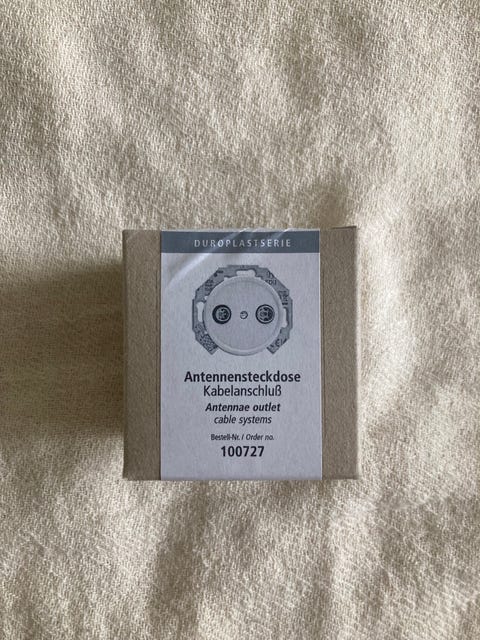 DUROPLASTSERIE
Antennensteckdose
Kabelanschluß
Antennae outlet
cable systems
Bestell-Nr. / Order no.
100727